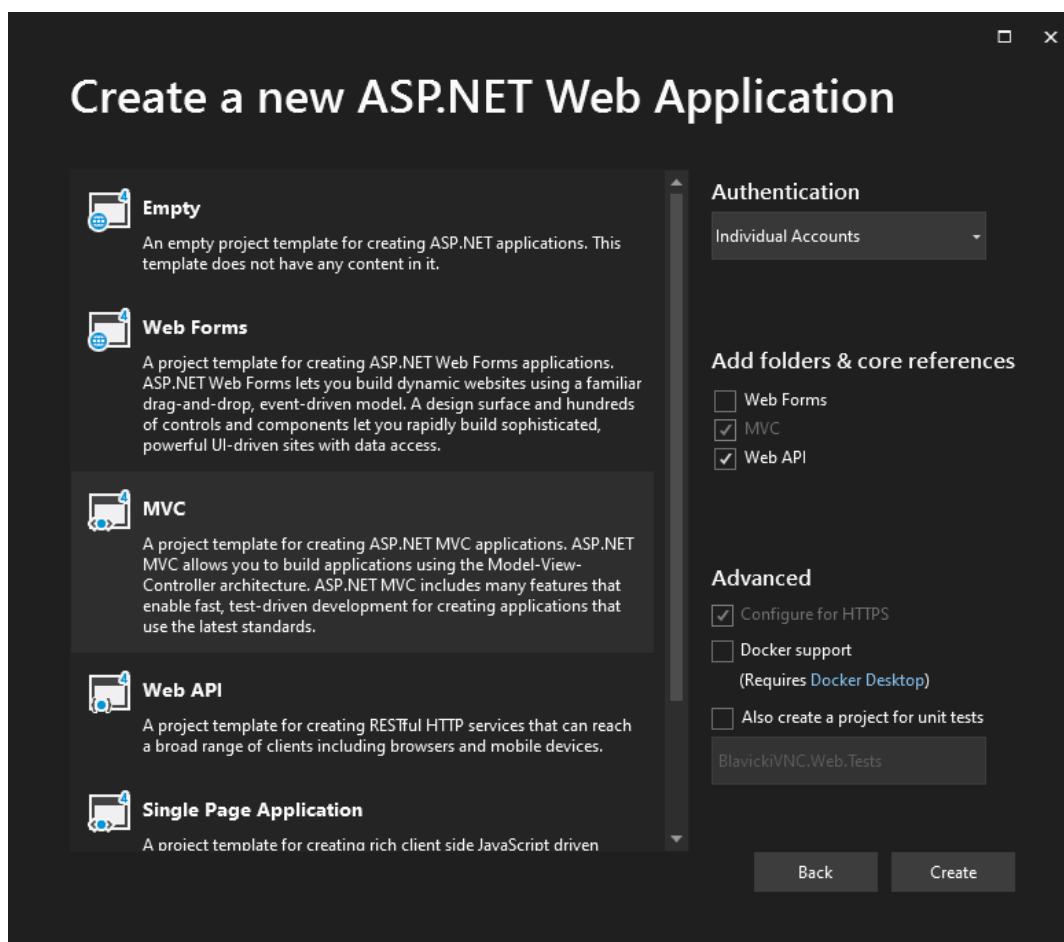 Create a new ASP.NET Web Application
Empty
An empty project template for creating ASP.NET applications. This
template does not have any content in it.
Web Forms
A project template for creating ASP.NET Web Forms applications.
ASP.NET Web Forms lets you build dynamic websites using a familiar
drag-and-drop, event-driven model. A design surface and hundreds
of controls and components let you rapidly build sophisticated,
powerful UI-driven sites with data access.
MVC
A project template for creating ASP.NET MVC applications. ASP.NET
MVC allows you to build applications using the Model-View-
Controller architecture. ASP.NET MVC includes many features that
enable fast, test-driven development for creating applications that
use the latest standards.
Web API
A project template for creating RESTful HTTP services that can reach
a broad range of clients including browsers and mobile devices.
Single Page Application
A project template for creating rich client side JavaScript driven
Authentication
Individual Accounts
Add folders & core references
Web Forms
MVC
Web API
Advanced
Configure for HTTPS
Docker support
(Requires Docker Desktop)
Also create a project for unit tests
BlavickiVNC.Web.Tests
Back
Create